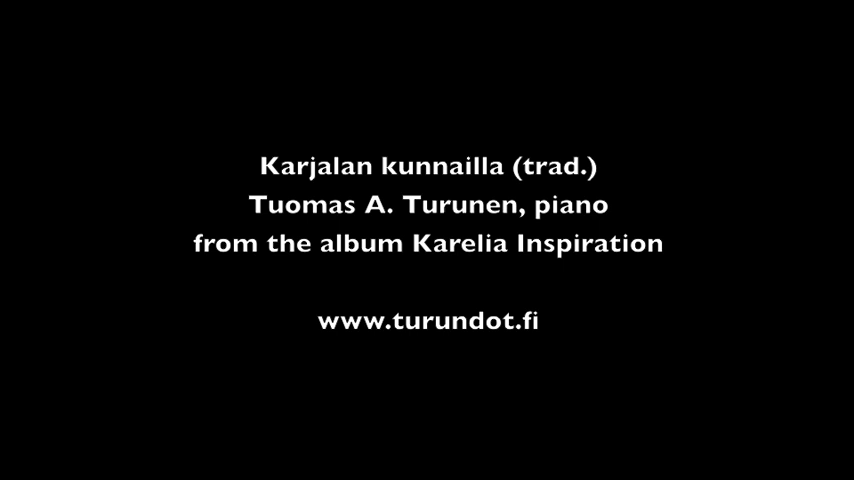 Karjalan kunnailla (trad.)
Tuomas A. Turunen, piano
from the album Karelia Inspiration
www.turundot.fi